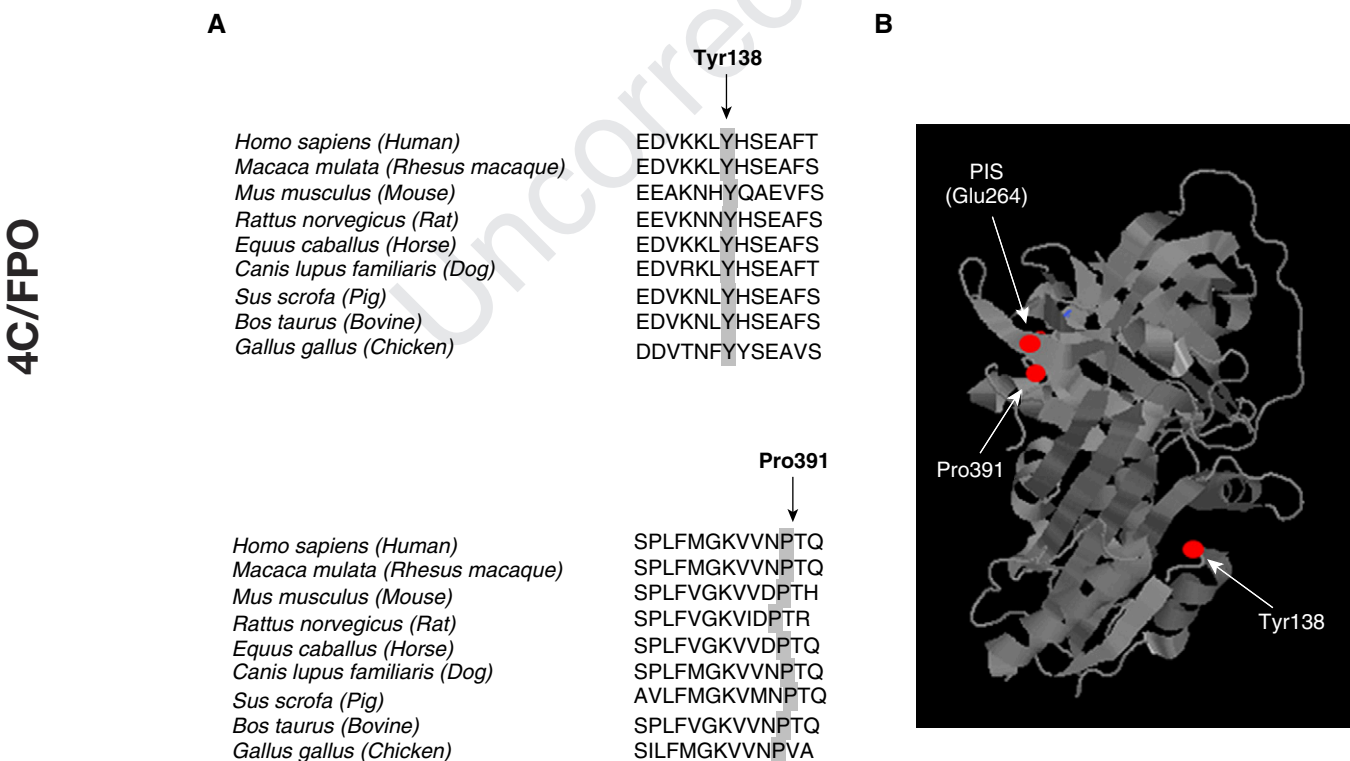 A
Tyr138
Homo sapiens (Human) EDVKKLYHSEAFT
Macaca mulata (Rhesus macaque) EDVKKLYHSEAFS
Mus musculus (Mouse) EEAKNHYQAEVFS
Rattus norvegicus (Rat) EEVKNNYHSEAFS
Equus caballus (Horse) EDVKKLYHSEAFS
Canis lupus familiaris (Dog) EDVRKLYHSEAFT
Sus scrofa (Pig) EDVKNLYHSEAFS
Bos taurus (Bovine) EDVKNLYHSEAFS
Gallus gallus (Chicken) DDVTNFYYSEAVS
Pro391
Homo sapiens (Human) SPLFMGKVVNPTQ
Macaca mulata (Rhesus macaque) SPLFMGKVVNPTQ
Mus musculus (Mouse) SPLFVGKVVDPTH
Rattus norvegicus (Rat) SPLFVGKVIDPTR
Equus caballus (Horse) SPLFVGKVVDPTQ
Canis lupus familiaris (Dog) SPLFMGKVVNPTQ
Sus scrofa (Pig) AVLFMGKVMNPTQ
Bos taurus (Bovine) SPLFVGKVVNPTQ
Gallus gallus (Chicken) SILFMGKVVNPVA
B
PIS
(Glu264)
Pro391
Tyr138
4C/FPO
Uncorrec